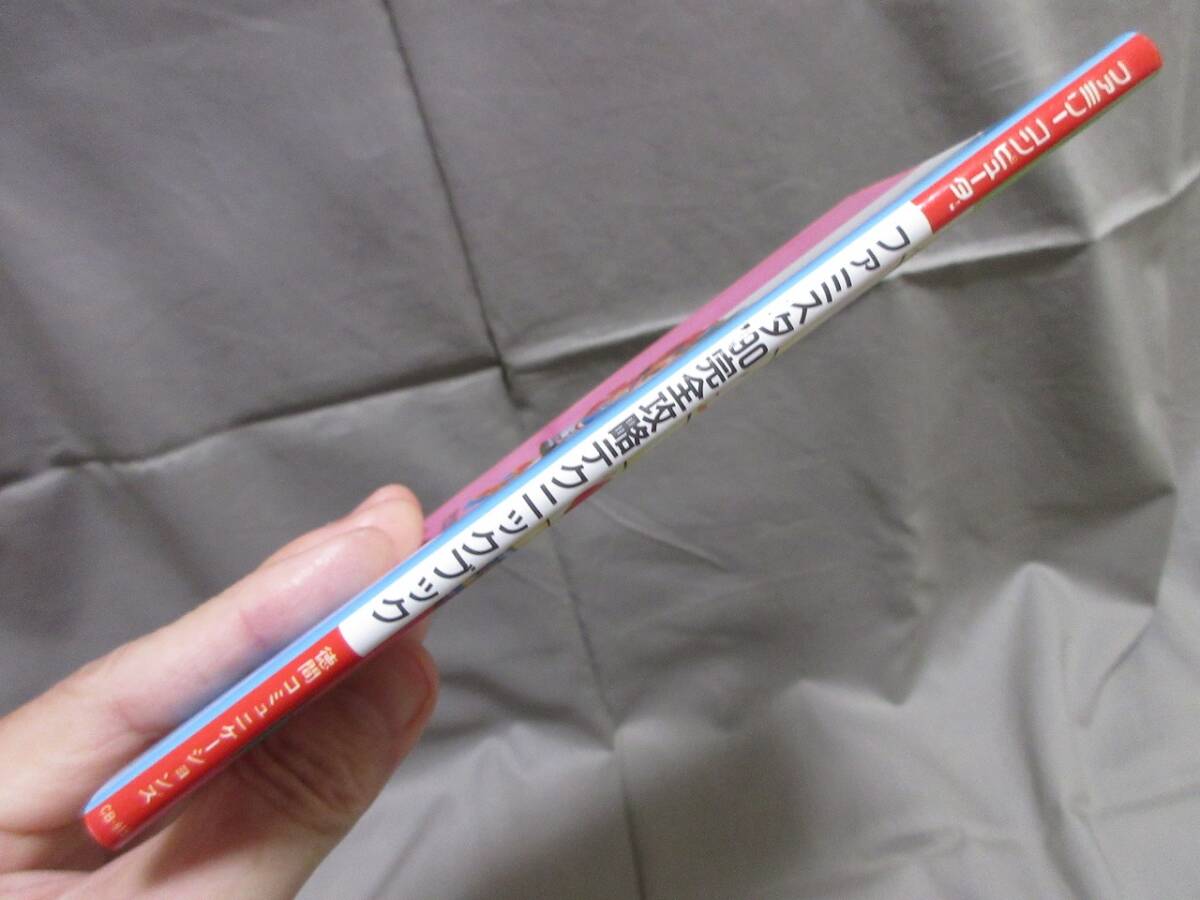 ファミリーコンピュータ
ファミスタ'90完全攻略テクニックブック
徳間コミュニケーションズ